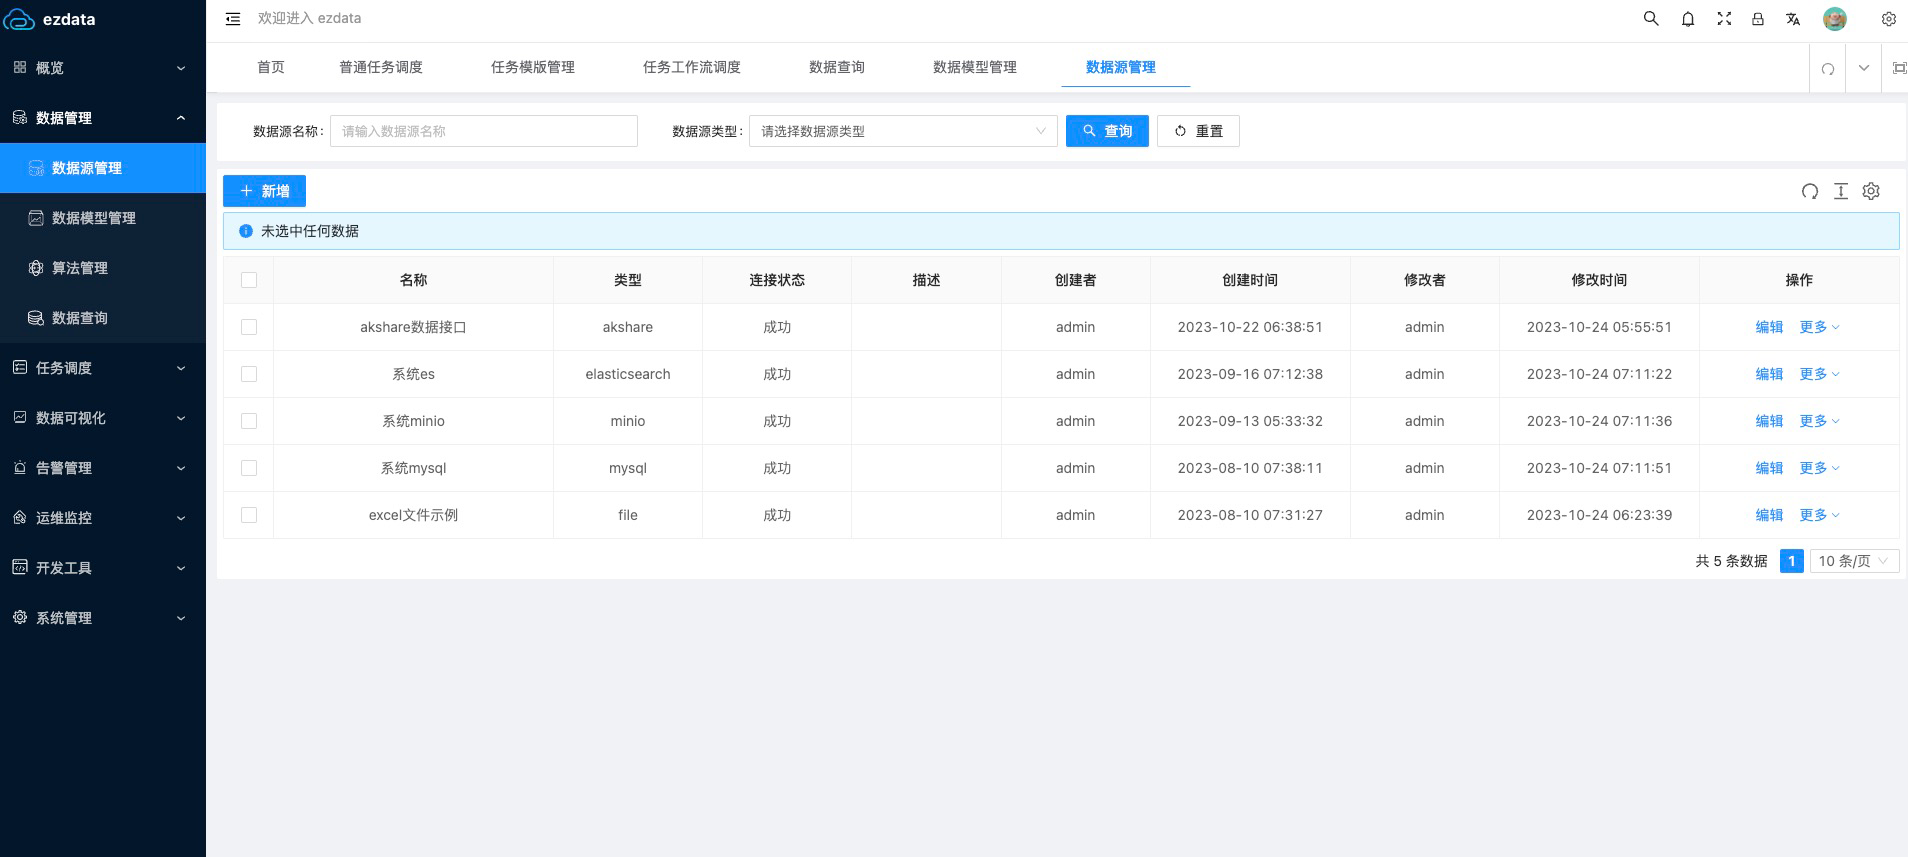 ezdata
欢迎进入 ezdata
概览
数据管理
数据源管理
数据模型管理
算法管理
数据查询
任务调度
数据可视化
告警管理
运维监控
开发工具
系统管理
首页 普通任务调度 任务模版管理 任务工作流调度 数据查询 数据模型管理 数据源管理
数据源名称: 请输入数据源名称 数据源类型: 请选择数据源类型 查询 重置
新增
未选中任何数据
名称 类型 连接状态 描述 创建者 创建时间 修改者 修改时间 操作
akshare数据接口 akshare 成功 admin 2023-10-22 06:38:51 admin 2023-10-24 05:55:51 编辑 更多
系统es elasticsearch 成功 admin 2023-09-16 07:12:38 admin 2023-10-24 07:11:22 编辑 更多
系统minio minio 成功 admin 2023-09-13 05:33:32 admin 2023-10-24 07:11:36 编辑 更多
系统mysql mysql 成功 admin 2023-08-10 07:38:11 admin 2023-10-24 07:11:51 编辑 更多
excel文件示例 file 成功 admin 2023-08-10 07:31:27 admin 2023-10-24 06:23:39 编辑 更多
共 5 条数据 1 10 条/页